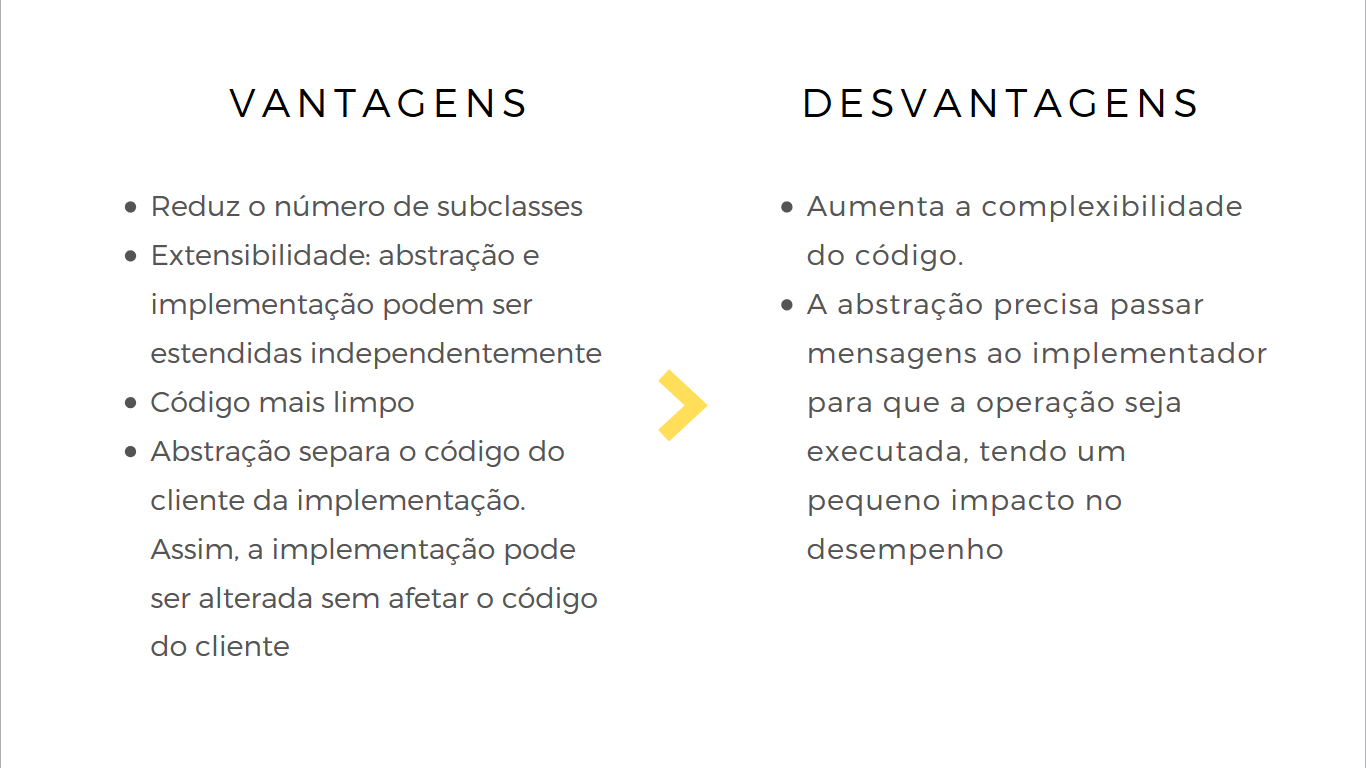 VANTAGENS
• Reduz o número de subclasses
• Extensibilidade: abstração e
implementação podem ser
estendidas independentemente
• Código mais limpo
• Abstração separa o código do
cliente da implementação.
Assim, a implementação pode
ser alterada sem afetar o código
do cliente
DESVANTAGENS
• Aumenta a complexibilidade
do código.
• A abstração precisa passar
mensagens ao implementador
para que a operação seja
executada, tendo um
pequeno impacto no
desempenho